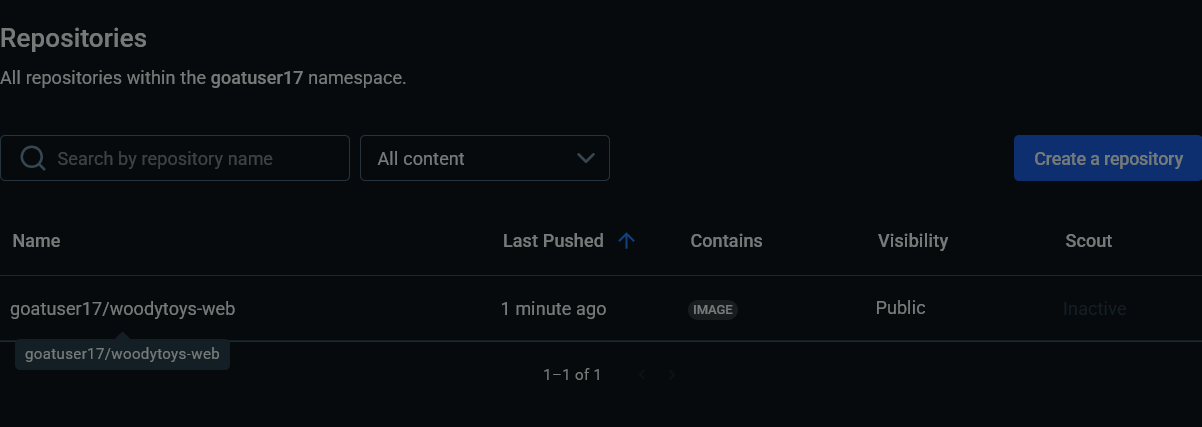 Repositories
All repositories within the goatuser17 namespace.
Search by repository name
All content
Create a repository
Name Last Pushed Contains Visibility Scout
goatuser17/woodytoys-web 1 minute ago IMAGE Public Inactive
goatuser17/woodytoys-web
1–1 of 1